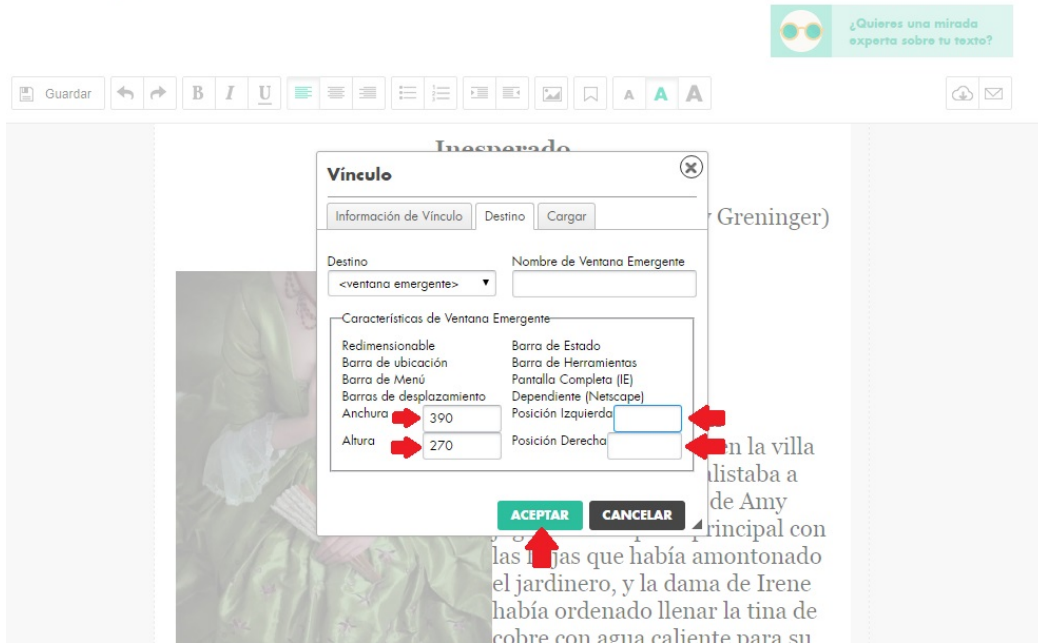 ¿Quieres una mirada
experta sobre tu texto?
Guardar B I U A A A
Inesperado
Greninger)
Vínculo
Información de Vínculo Destino Cargar
Destino Nombre de Ventana Emergente
<ventana emergente>
Características de Ventana Emergente
Redimensionable Barra de Estado
Barra de ubicación Barra de Herramientas
Barra de Menú Pantalla Completa (IE)
Barras de desplazamiento Dependiente (Netscape)
Anchura 390 Posición Izquierda
Altura 270 Posición Derecha
en la villa
alistaba a
de Amy
ACEPTAR CANCELAR
principal con
las que había amontonado
el jardinero, y la dama de Irene
había ordenado llenar la tina de
cobre con agua caliente para su